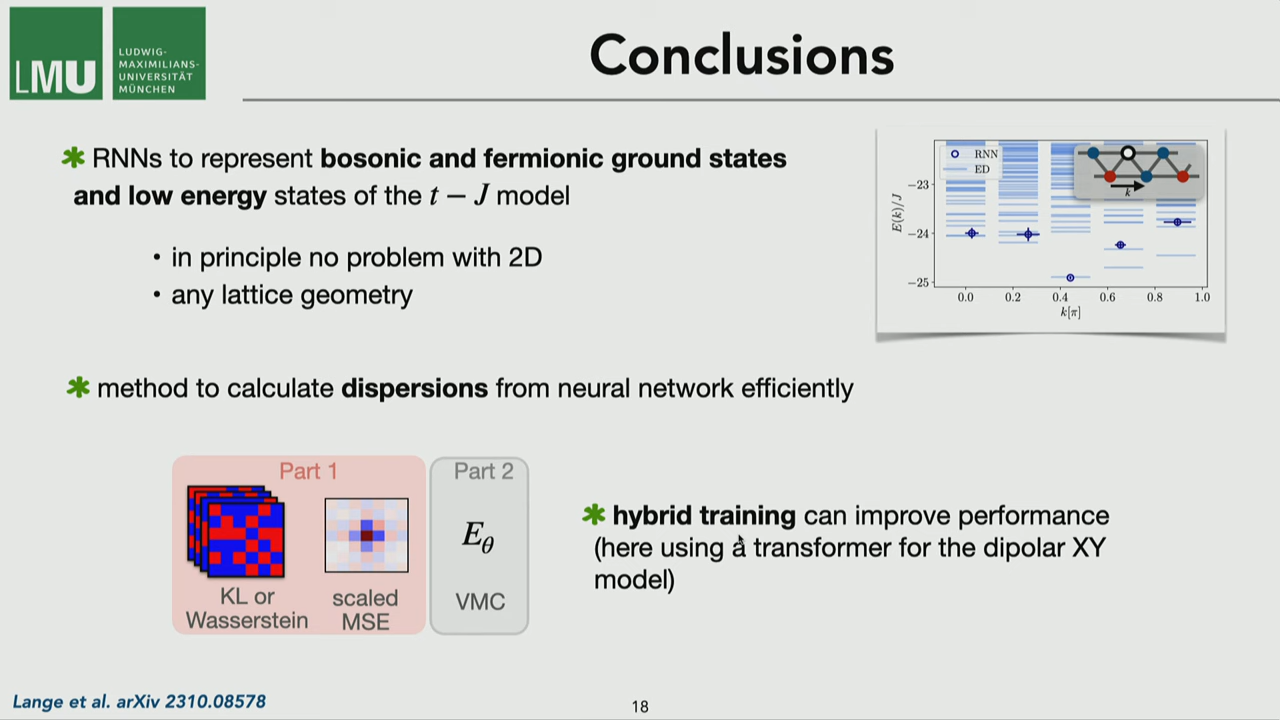 LMU
LUDWIG-
MAXIMILIANS-
UNIVERSITÄT
MÜNCHEN
Conclusions
✱ RNNs to represent bosonic and fermionic ground states
and low energy states of the t − J model
• in principle no problem with 2D
• any lattice geometry
RNN
ED
k
E(k)/J
−23
−24
−25
0.0 0.2 0.4 0.6 0.8 1.0
k[π]
✱ method to calculate dispersions from neural network efficiently
Part 1
KL or
Wasserstein
scaled
MSE
Part 2
E_θ
VMC
✱ hybrid training can improve performance
(here using a transformer for the dipolar XY
model)
Lange et al. arXiv 2310.08578
18